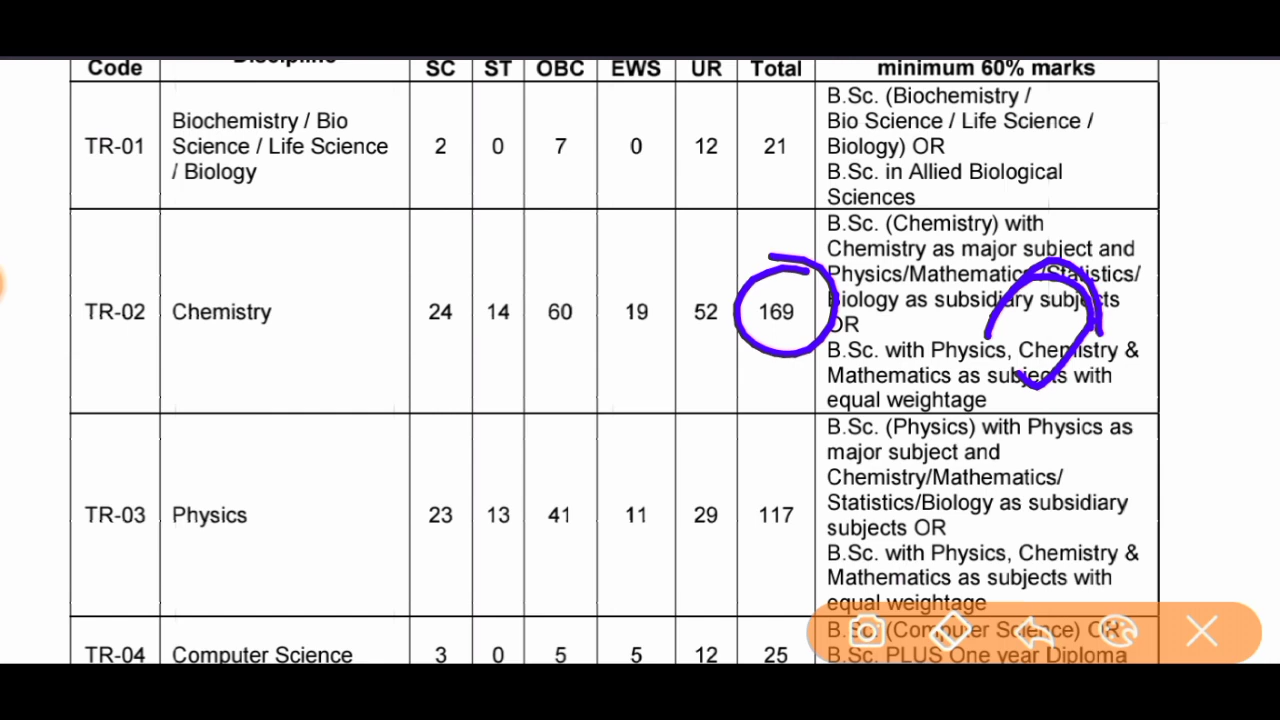 Discipline
Code SC ST OBC EWS UR Total minimum 60% marks
B.Sc. (Biochemistry /
Biochemistry / Bio
Bio Science / Life Science /
TR-01 Science / Life Science 2 0 7 0 12 21 Biology) OR
/ Biology
B.Sc. in Allied Biological
Sciences
B.Sc. (Chemistry) with
Chemistry as major subject and
Physics/Mathematics/Statistics/
Biology as subsidiary subjects
TR-02 Chemistry 24 14 60 19 52 169 OR
B.Sc. with Physics, Chemistry &
Mathematics as subjects with
equal weightage
B.Sc. (Physics) with Physics as
major subject and
Chemistry/Mathematics/
Statistics/Biology as subsidiary
TR-03 Physics 23 13 41 11 29 117 subjects OR
B.Sc. with Physics, Chemistry &
Mathematics as subjects with
equal weightage
B.Sc. (Computer Science) OR
TR-04 Computer Science 3 0 5 5 12 25 B.Sc. PLUS One year Diploma